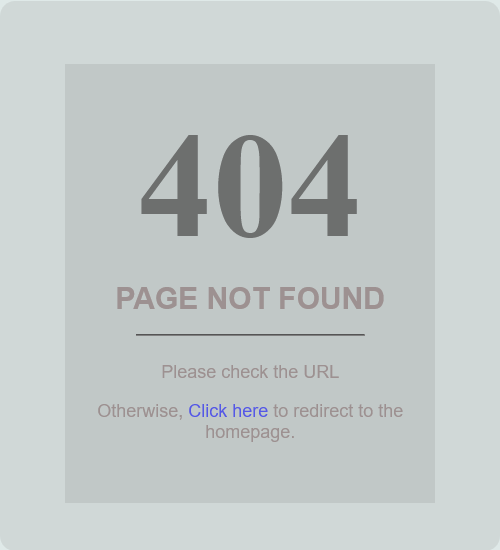 404
PAGE NOT FOUND
Please check the URL
Otherwise, Click here to redirect to the
homepage.